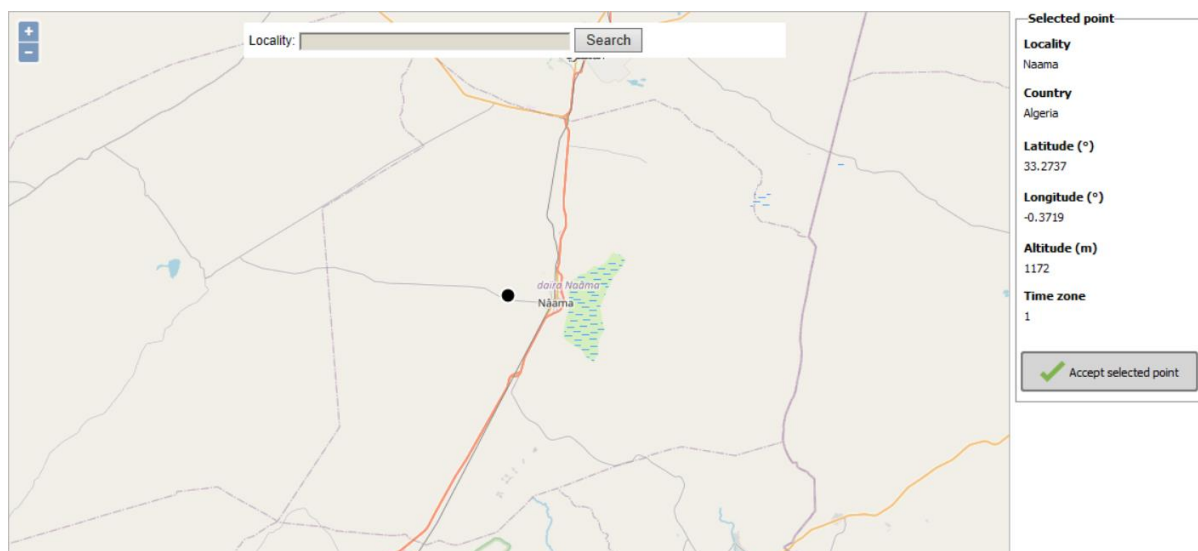 +
−
Locality:
Search
daïra Naâma
Nâama
Selected point
Locality
Naama
Country
Algeria
Latitude (°)
33.2737
Longitude (°)
-0.3719
Altitude (m)
1172
Time zone
1
Accept selected point